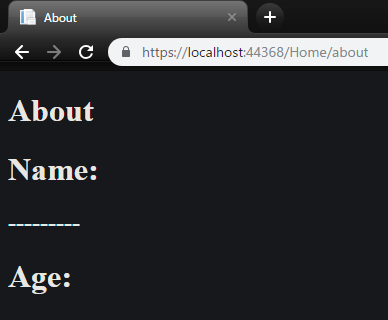 About
https://localhost:44368/Home/about
About
Name:
---------
Age: